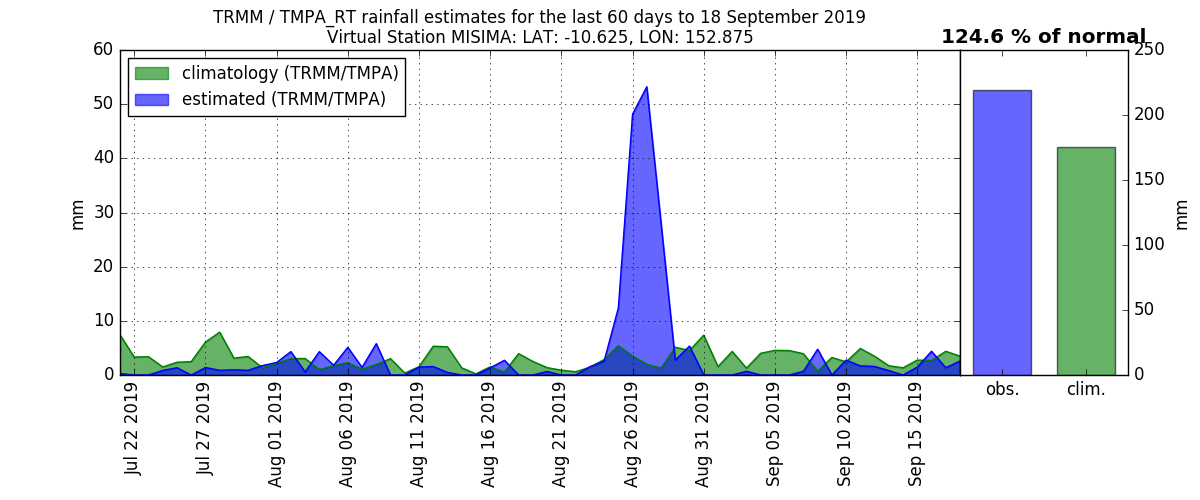 TRMM / TMPA_RT rainfall estimates for the last 60 days to 18 September 2019
Virtual Station MISIMA: LAT: -10.625, LON: 152.875
124.6 % of normal
climatology (TRMM/TMPA)
estimated (TRMM/TMPA)
60
50
40
30
20
10
0
mm
Jul 22 2019
Jul 27 2019
Aug 01 2019
Aug 06 2019
Aug 11 2019
Aug 16 2019
Aug 21 2019
Aug 26 2019
Aug 31 2019
Sep 05 2019
Sep 10 2019
Sep 15 2019
250
200
150
100
50
0
mm
obs.
clim.